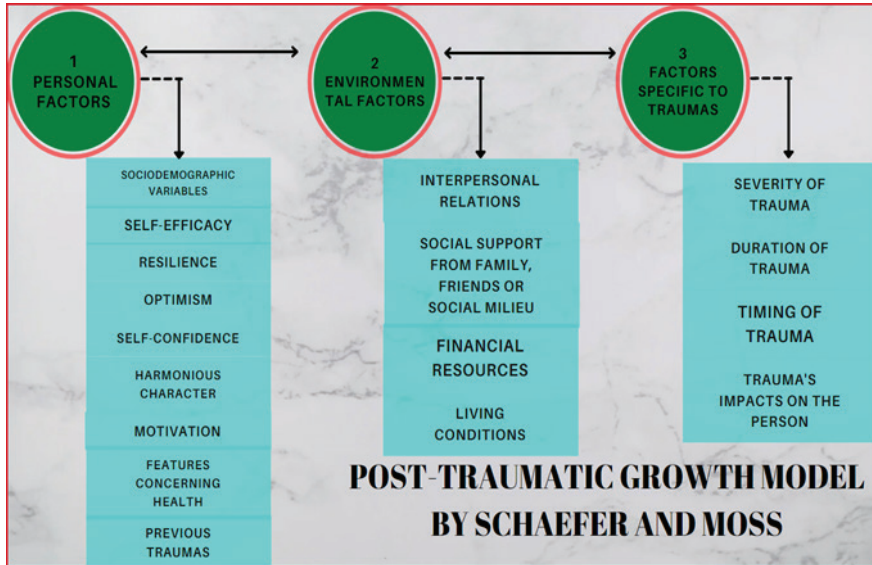 1
PERSONAL
FACTORS
2
ENVIRONMEN
TAL FACTORS
3
FACTORS
SPECIFIC TO
TRAUMAS
SOCIODEMOGRAPHIC
VARIABLES
SELF-EFFICACY
RESILIENCE
OPTIMISM
SELF-CONFIDENCE
HARMONIOUS
CHARACTER
MOTIVATION
FEATURES
CONCERNING
HEALTH
PREVIOUS
TRAUMAS
INTERPERSONAL
RELATIONS
SOCIAL SUPPORT
FROM FAMILY,
FRIENDS OR
SOCIAL MILIEU
FINANCIAL
RESOURCES
LIVING
CONDITIONS
SEVERITY OF
TRAUMA
DURATION OF
TRAUMA
TIMING OF
TRAUMA
TRAUMA'S
IMPACTS ON THE
PERSON
POST-TRAUMATIC GROWTH MODEL
BY SCHAEFER AND MOSS